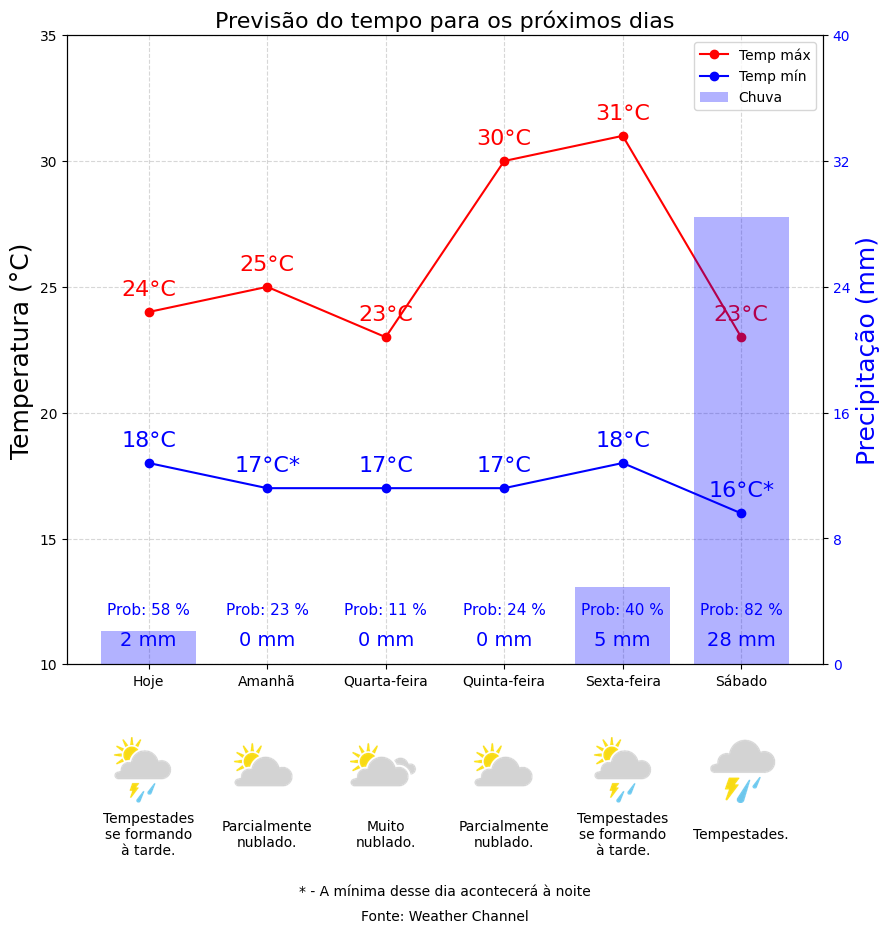 Previsão do tempo para os próximos dias
35
30
25
20
15
10
Temperatura (°C)
40
32
24
16
8
0
Precipitação (mm)
Temp máx
Temp mín
Chuva
24°C
25°C
23°C
30°C
31°C
23°C
18°C
17°C*
17°C
17°C
18°C
16°C*
Prob: 58 %
Prob: 23 %
Prob: 11 %
Prob: 24 %
Prob: 40 %
Prob: 82 %
2 mm
0 mm
0 mm
0 mm
5 mm
28 mm
Hoje
Amanhã
Quarta-feira
Quinta-feira
Sexta-feira
Sábado
Tempestades
se formando
à tarde.
Parcialmente
nublado.
Muito
nublado.
Parcialmente
nublado.
Tempestades
se formando
à tarde.
Tempestades.
* - A mínima desse dia acontecerá à noite
Fonte: Weather Channel